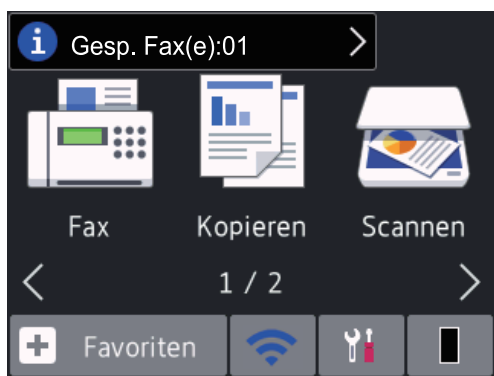 Gesp. Fax(e):01
Fax Kopieren Scannen
1 / 2
Favoriten